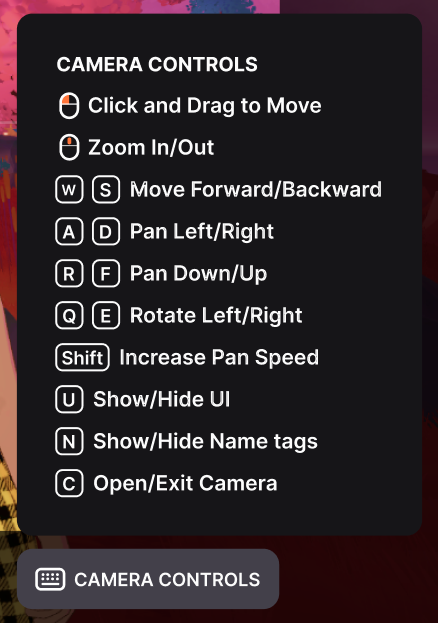 CAMERA CONTROLS
Click and Drag to Move
Zoom In/Out
W S Move Forward/Backward
A D Pan Left/Right
R F Pan Down/Up
Q E Rotate Left/Right
Shift Increase Pan Speed
U Show/Hide UI
N Show/Hide Name tags
C Open/Exit Camera
CAMERA CONTROLS